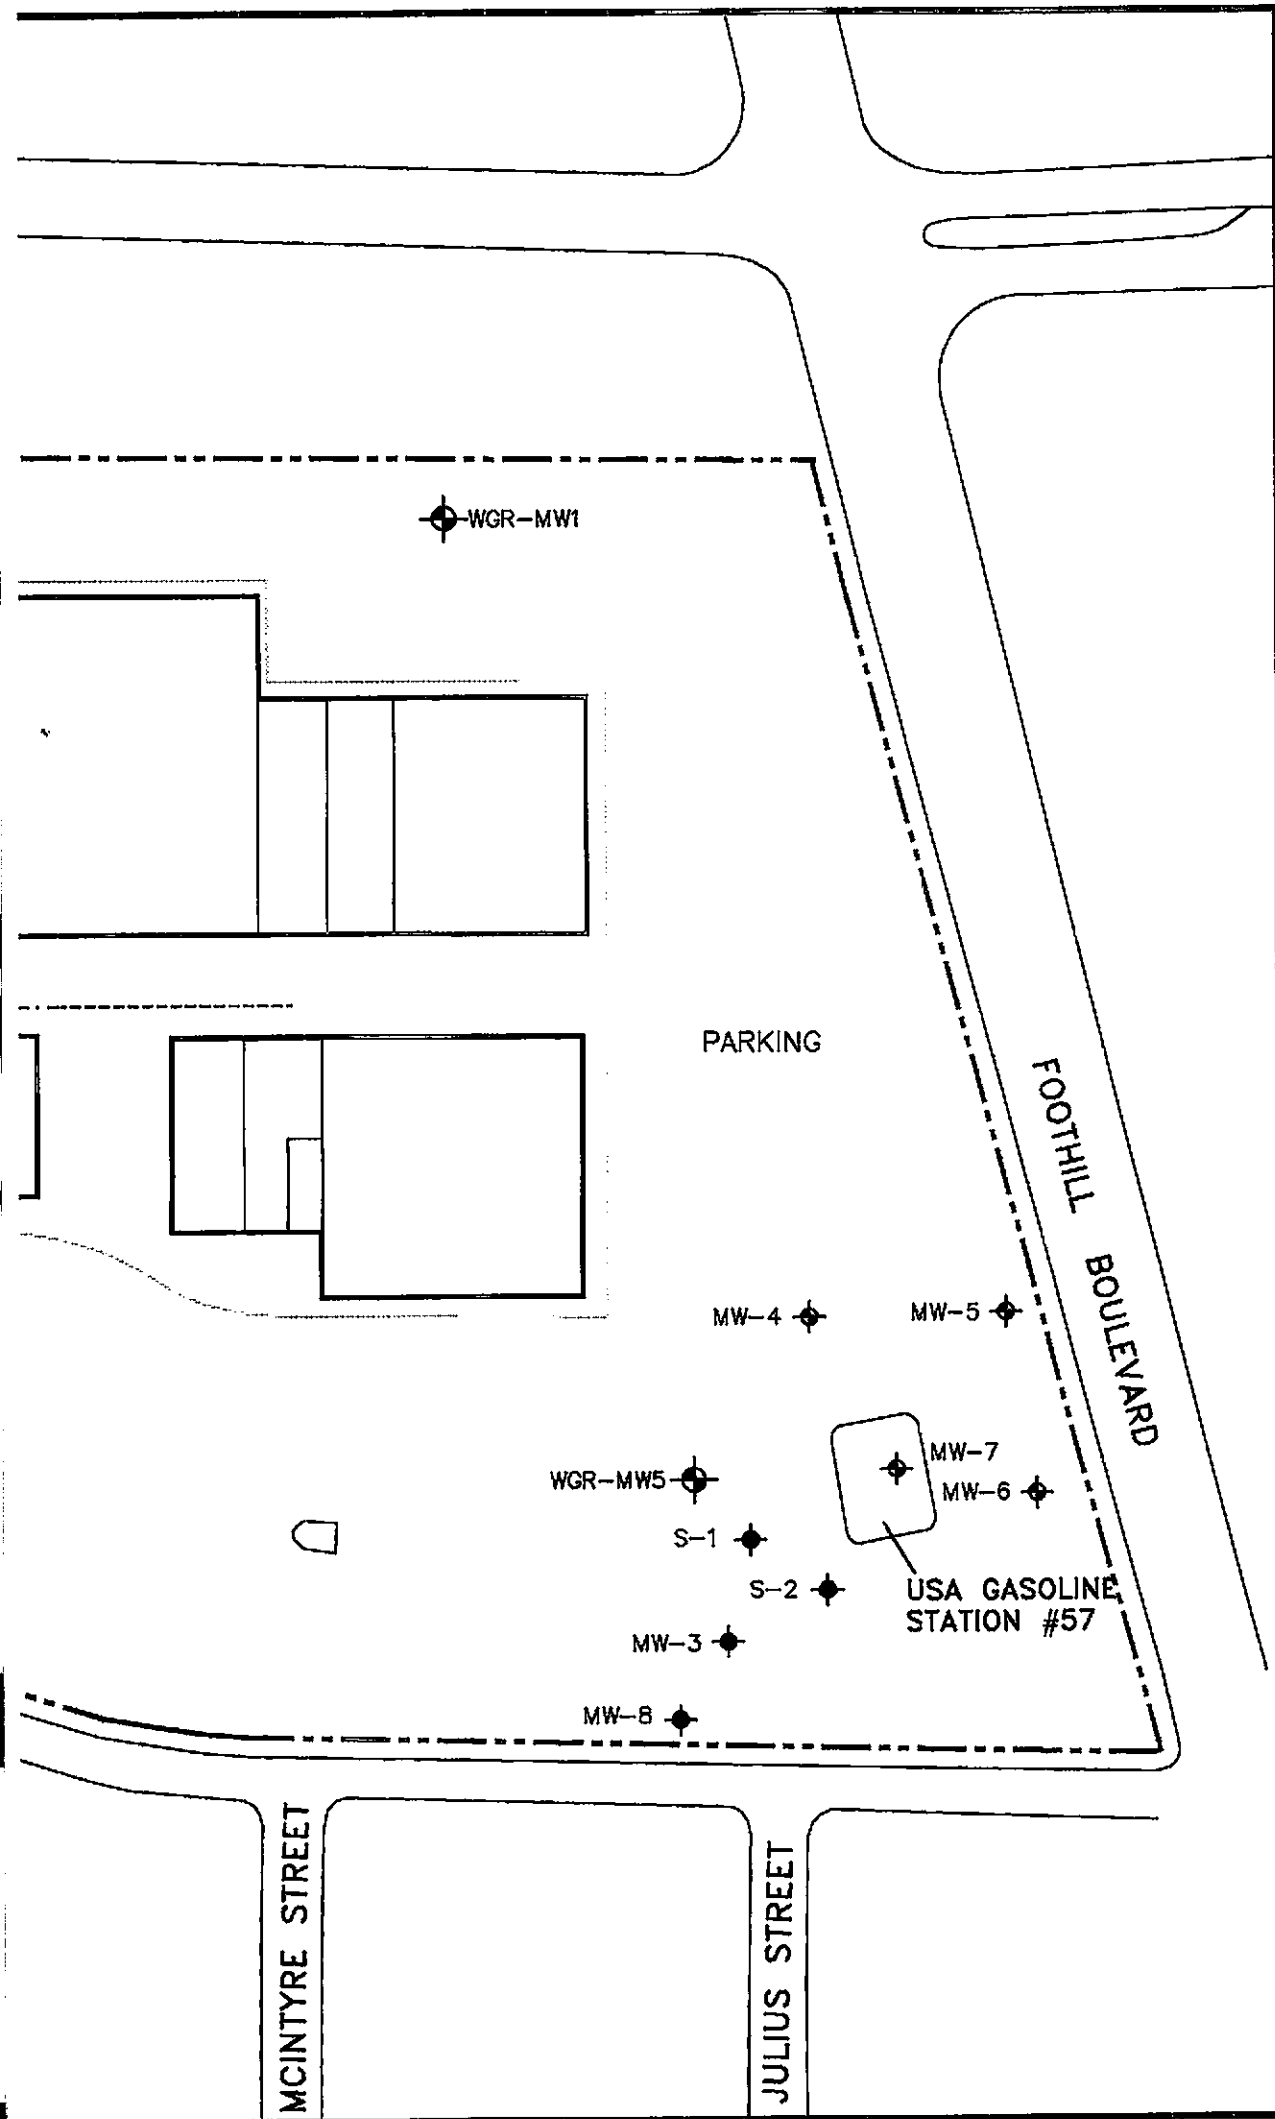 WGR-MW1
PARKING
FOOTHILL BOULEVARD
MW-4
MW-5
MW-7
WGR-MW5
MW-6
S-1
S-2
USA GASOLINE
STATION #57
MW-3
MW-8
MCINTYRE STREET
JULIUS STREET